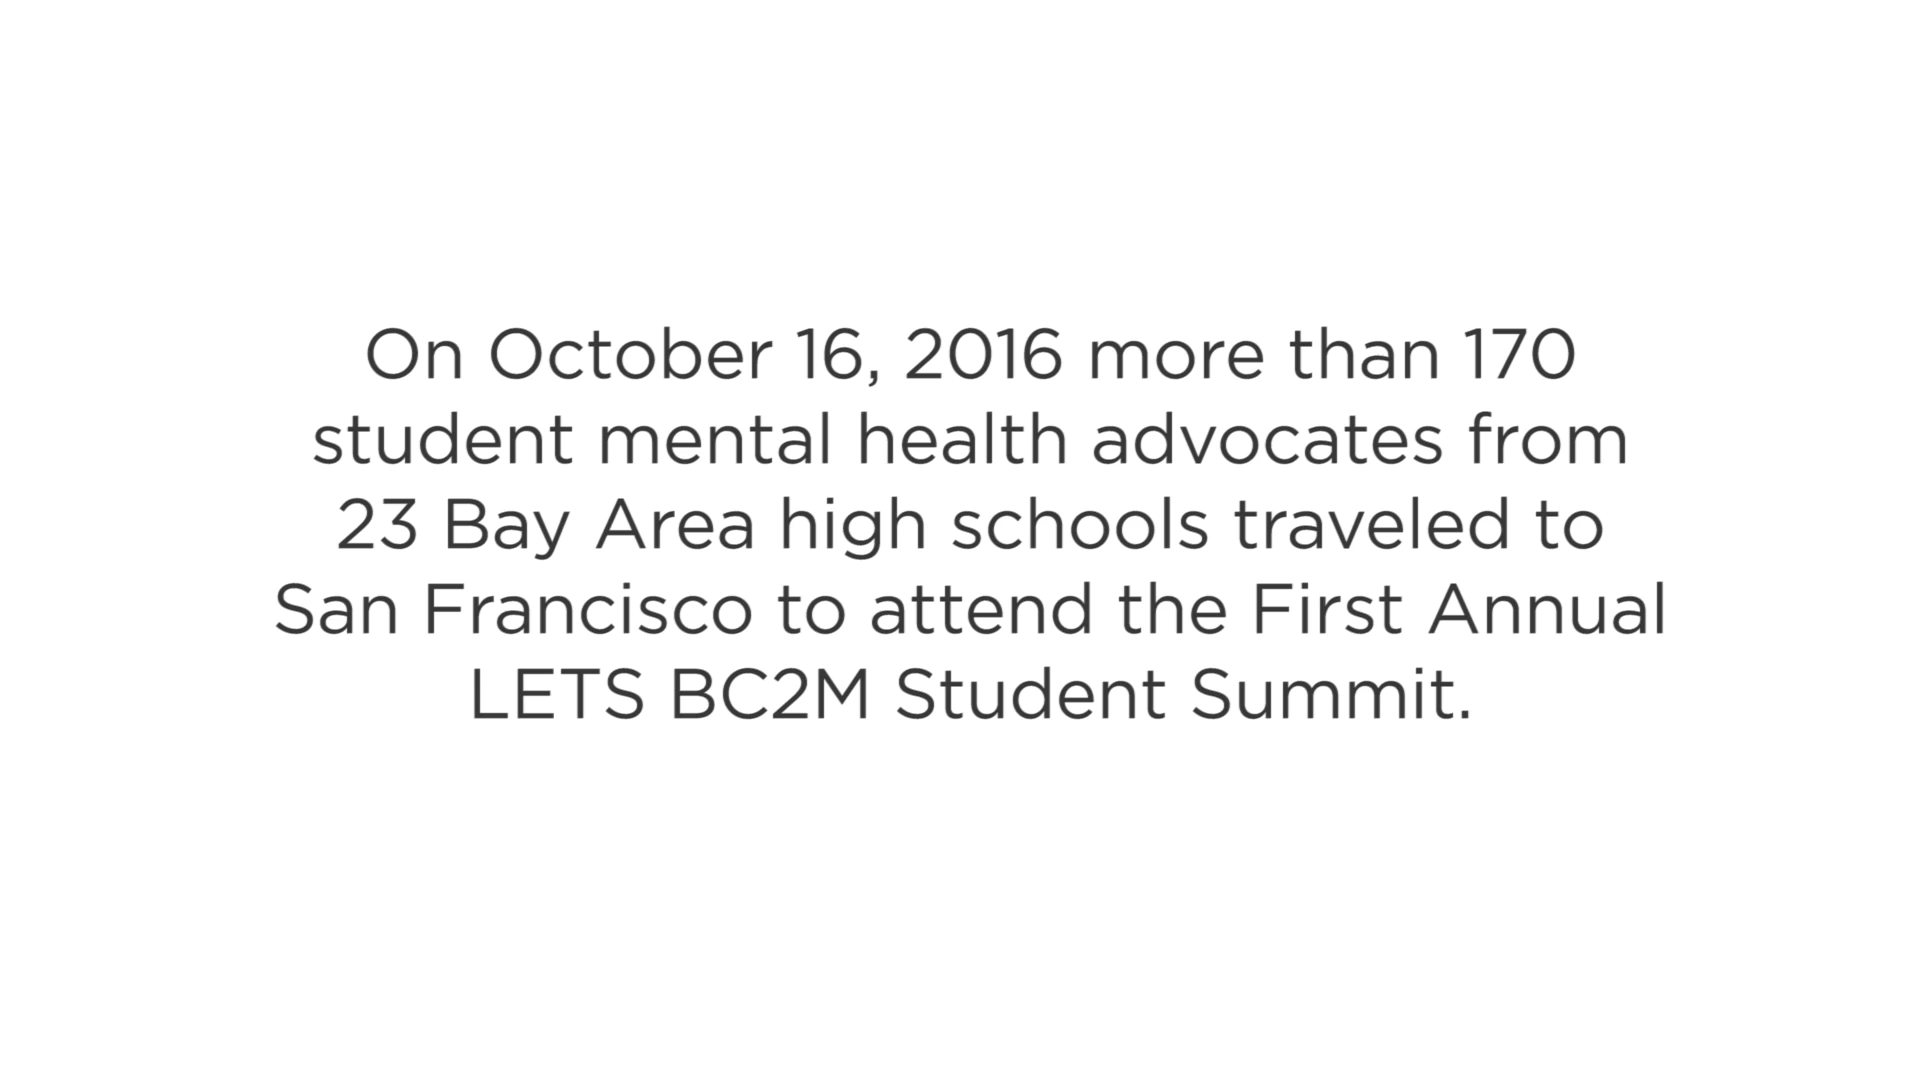 On October 16, 2016 more than 170
student mental health advocates from
23 Bay Area high schools traveled to
San Francisco to attend the First Annual
LETS BC2M Student Summit.